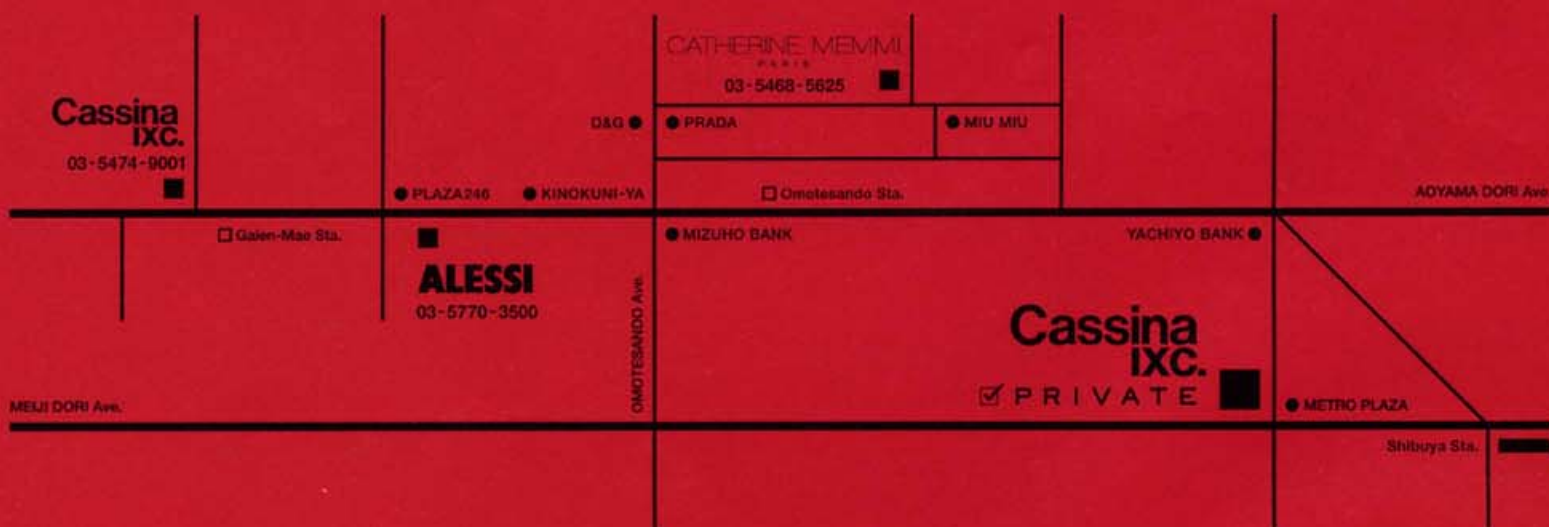 CATHERINE MEMMI
PARIS
03-5468-5625
Cassina
IXC.
03-5474-9001
D&G
PRADA
MIU MIU
PLAZA246
KINOKUNI-YA
Omotesando Sta.
AOYAMA DORI Ave
Gaien-Mae Sta.
MIZUHO BANK
YACHIYO BANK
ALESSI
03-5770-3500
OMOTESANDO Ave.
Cassina
IXC.
PRIVATE
MEIJI DORI Ave.
METRO PLAZA
Shibuya Sta.